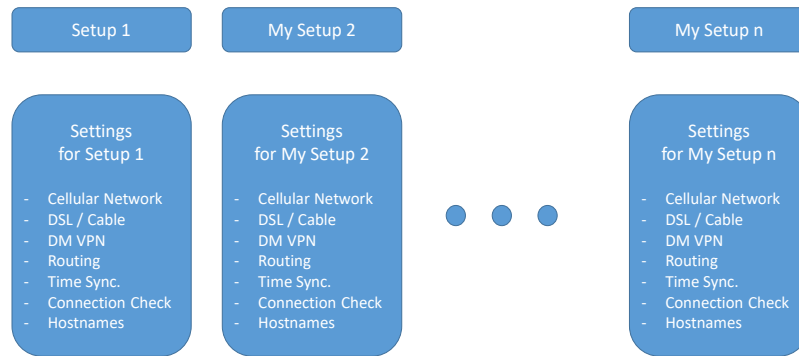 Setup 1
My Setup 2
My Setup n
Settings
for Setup 1
- Cellular Network
- DSL / Cable
- DM VPN
- Routing
- Time Sync.
- Connection Check
- Hostnames
Settings
for My Setup 2
- Cellular Network
- DSL / Cable
- DM VPN
- Routing
- Time Sync.
- Connection Check
- Hostnames
Settings
for My Setup n
- Cellular Network
- DSL / Cable
- DM VPN
- Routing
- Time Sync.
- Connection Check
- Hostnames